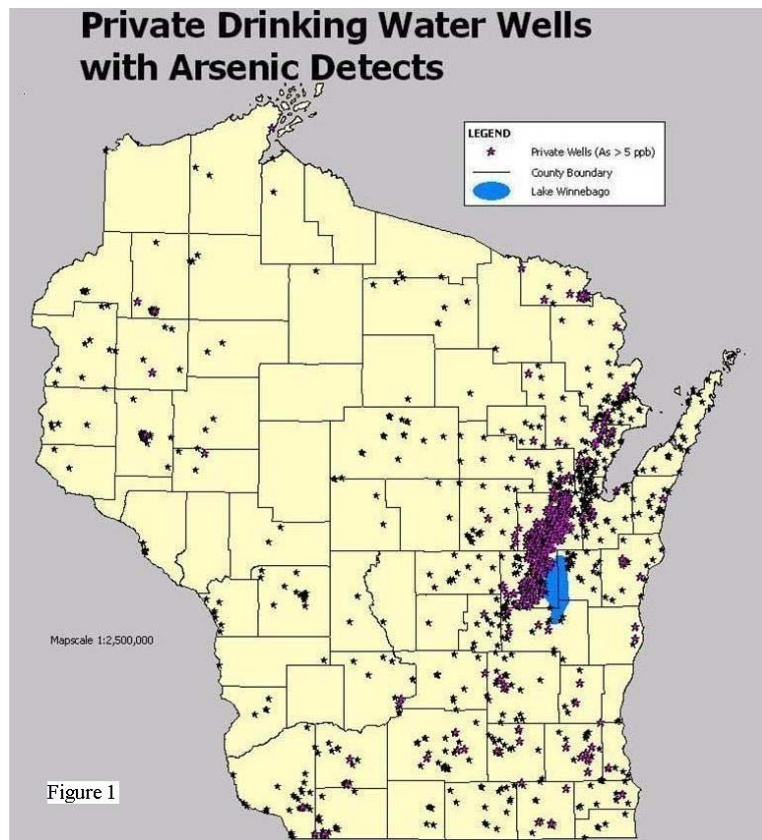 Private Drinking Water Wells
with Arsenic Detects
LEGEND
Private Wells (As > 5 ppb)
County Boundary
Lake Winnebago
Mapscale 1:2,500,000
Figure 1